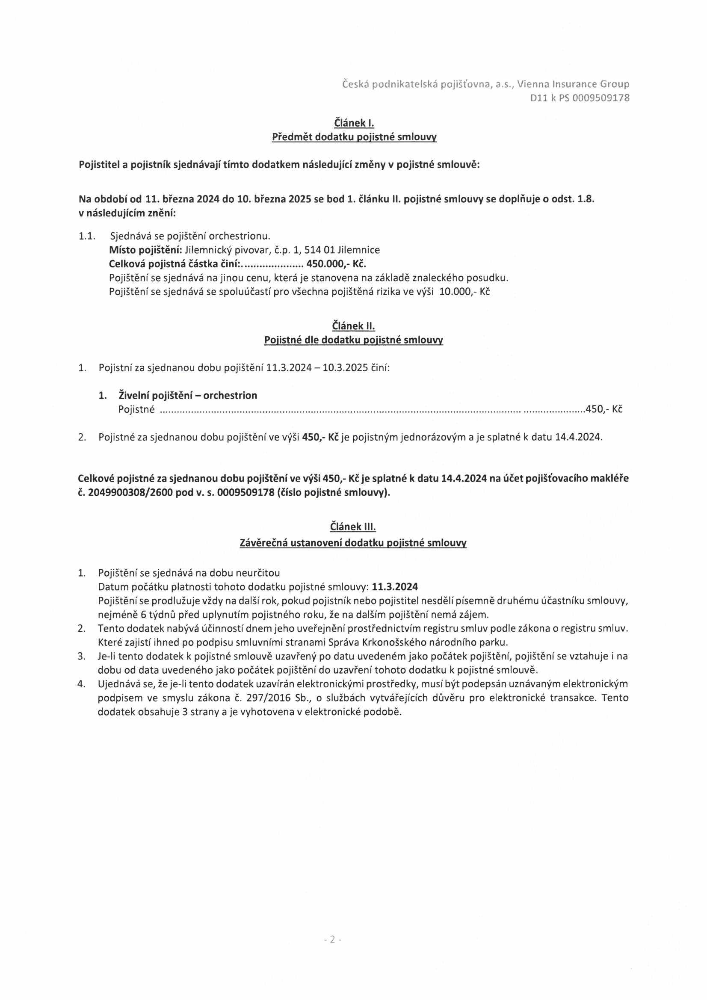 Česká podnikatelská pojišťovna, a.s., Vienna Insurance Group
D11 k PS 0009509178
Článek I.
Předmět dodatku pojistné smlouvy
Pojistitel a pojistník sjednávají tímto dodatkem následující změny v pojistné smlouvě:
Na období od 11. března 2024 do 10. března 2025 se bod 1. článku II. pojistné smlouvy se doplňuje o odst. 1.8.
v následujícím znění:
1.1. Sjednává se pojištění orchestrionu.
Místo pojištění: Jilemnický pivovar, č.p. 1, 514 01 Jilemnice
Celková pojistná částka činí:...................... 450.000,- Kč.
Pojištění se sjednává na jinou cenu, která je stanovena na základě znaleckého posudku.
Pojištění se sjednává se spoluúčastí pro všechna pojištěná rizika ve výši 10.000,- Kč
Článek II.
Pojistné dle dodatku pojistné smlouvy
1. Pojistní za sjednanou dobu pojištění 11.3.2024 – 10.3.2025 činí:
1. Živelní pojištění – orchestrion
Pojistné ................................................................................................................................ ......................450,- Kč
2. Pojistné za sjednanou dobu pojištění ve výši 450,- Kč je pojistným jednorázovým a je splatné k datu 14.4.2024.
Celkové pojistné za sjednanou dobu pojištění ve výši 450,- Kč je splatné k datu 14.4.2024 na účet pojišťovacího makléře
č. 2049900308/2600 pod v. s. 0009509178 (číslo pojistné smlouvy).
Článek III.
Závěrečná ustanovení dodatku pojistné smlouvy
1. Pojištění se sjednává na dobu neurčitou
Datum počátku platnosti tohoto dodatku pojistné smlouvy: 11.3.2024
Pojištění se prodlužuje vždy na další rok, pokud pojistník nebo pojistitel nesdělí písemně druhému účastníku smlouvy,
nejméně 6 týdnů před uplynutím pojistného roku, že na dalším pojištění nemá zájem.
2. Tento dodatek nabývá účinností dnem jeho uveřejnění prostřednictvím registru smluv podle zákona o registru smluv.
Které zajistí ihned po podpisu smluvními stranami Správa Krkonošského národního parku.
3. Je-li tento dodatek k pojistné smlouvě uzavřený po datu uvedeném jako počátek pojištění, pojištění se vztahuje i na
dobu od data uvedeného jako počátek pojištění do uzavření tohoto dodatku k pojistné smlouvě.
4. Ujednává se, že je-li tento dodatek uzavírán elektronickými prostředky, musí být podepsán uznávaným elektronickým
podpisem ve smyslu zákona č. 297/2016 Sb., o službách vytvářejících důvěru pro elektronické transakce. Tento
dodatek obsahuje 3 strany a je vyhotovena v elektronické podobě.
- 2 -